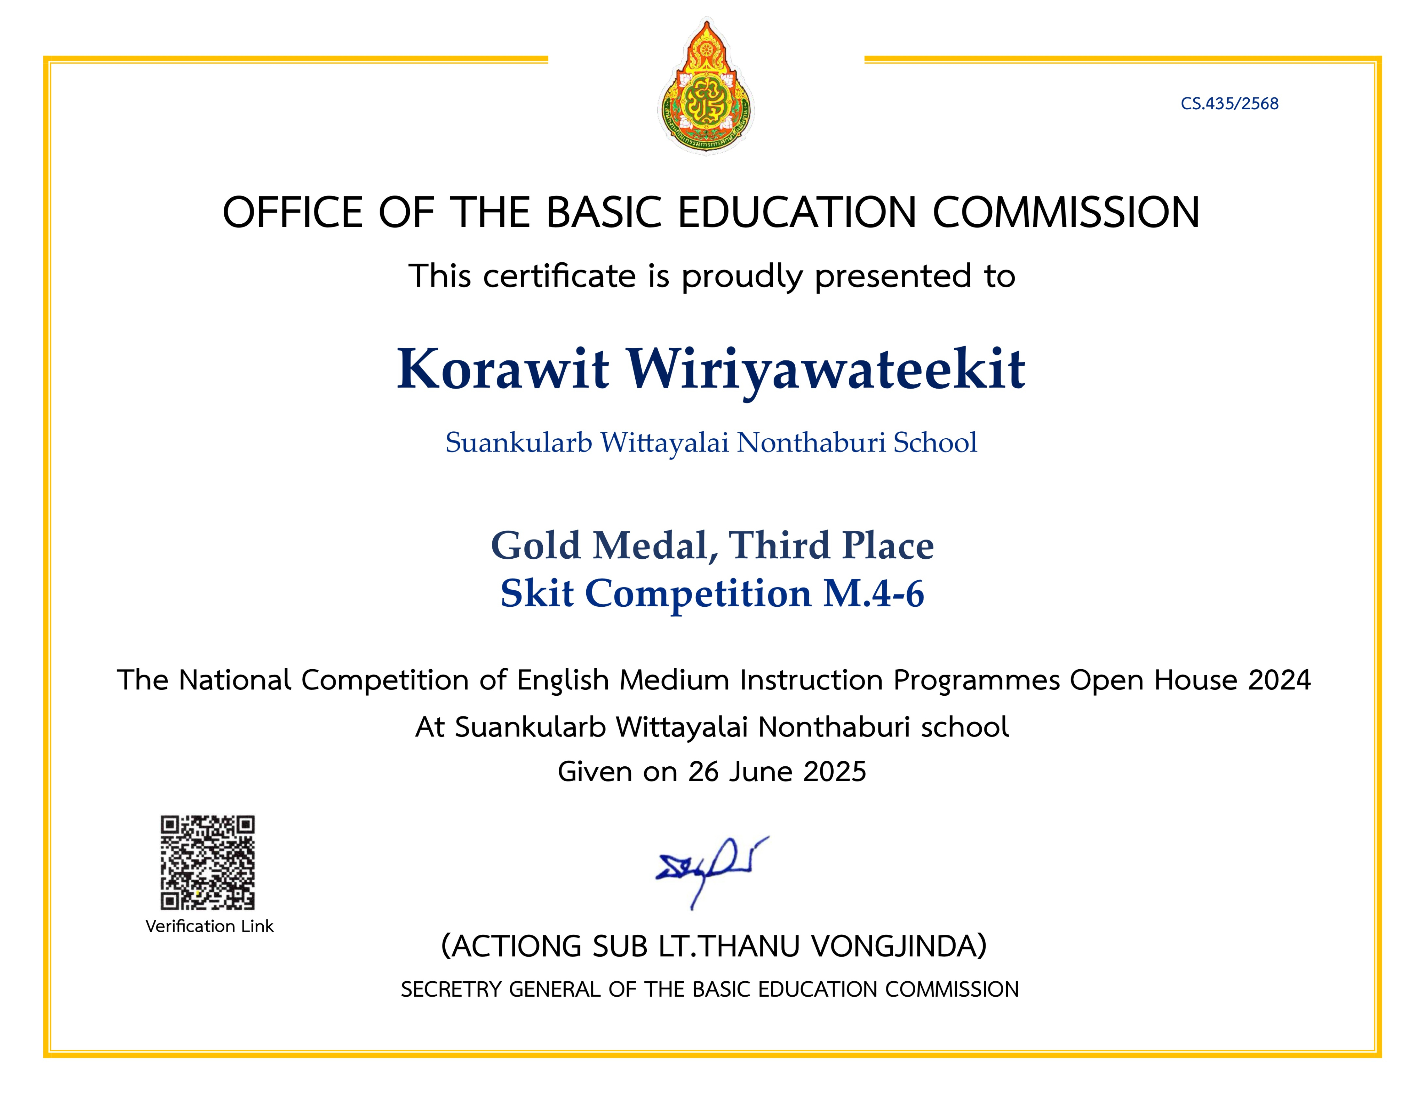 CS.435/2568
OFFICE OF THE BASIC EDUCATION COMMISSION
This certificate is proudly presented to
Korawit Wiriyawateekit
Suankularb Wittayalai Nonthaburi School
Gold Medal, Third Place
Skit Competition M.4-6
The National Competition of English Medium Instruction Programmes Open House 2024
At Suankularb Wittayalai Nonthaburi school
Given on 26 June 2025
Verification Link
(ACTIONG SUB LT.THANU VONGJINDA)
SECRETRY GENERAL OF THE BASIC EDUCATION COMMISSION